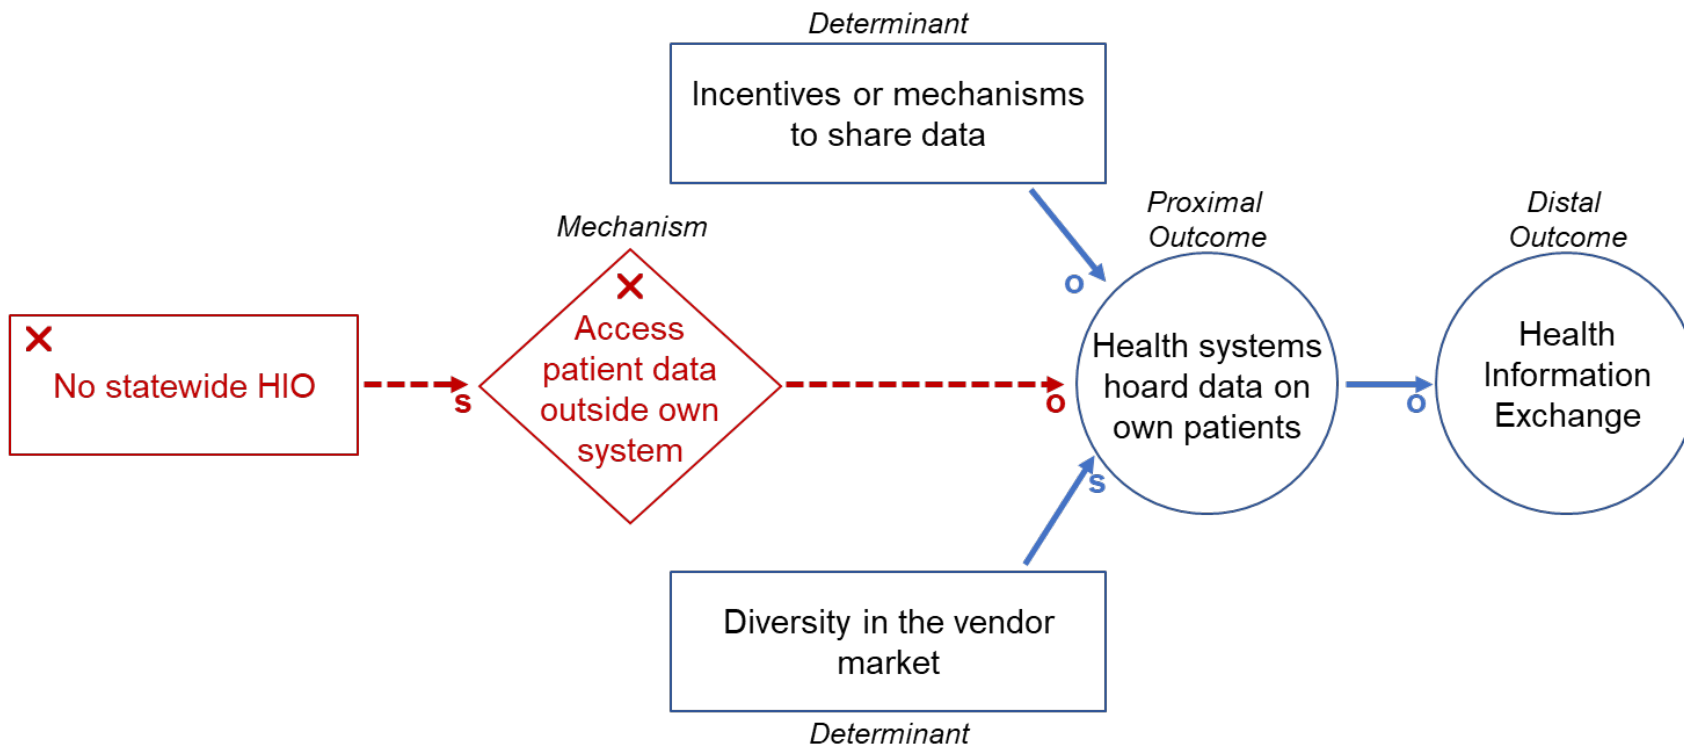 Determinant
Incentives or mechanisms
to share data
Mechanism
Proximal
Outcome
Distal
Outcome
No statewide HIO
s
Access
patient data
outside own
system
o
o
s
Health systems
hoard data on
own patients
o
Health
Information
Exchange
Diversity in the vendor
market
Determinant